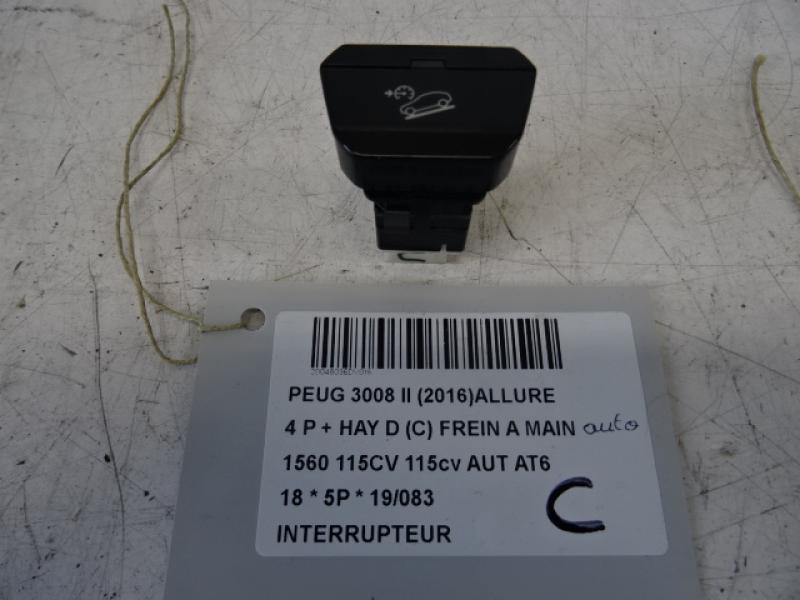 PEUG 3008 II (2016)ALLURE
4 P + HAY D (C) FREIN A MAIN auto
1560 115CV 115cv AUT AT6
18 * 5P * 19/083
C
INTERRUPTEUR